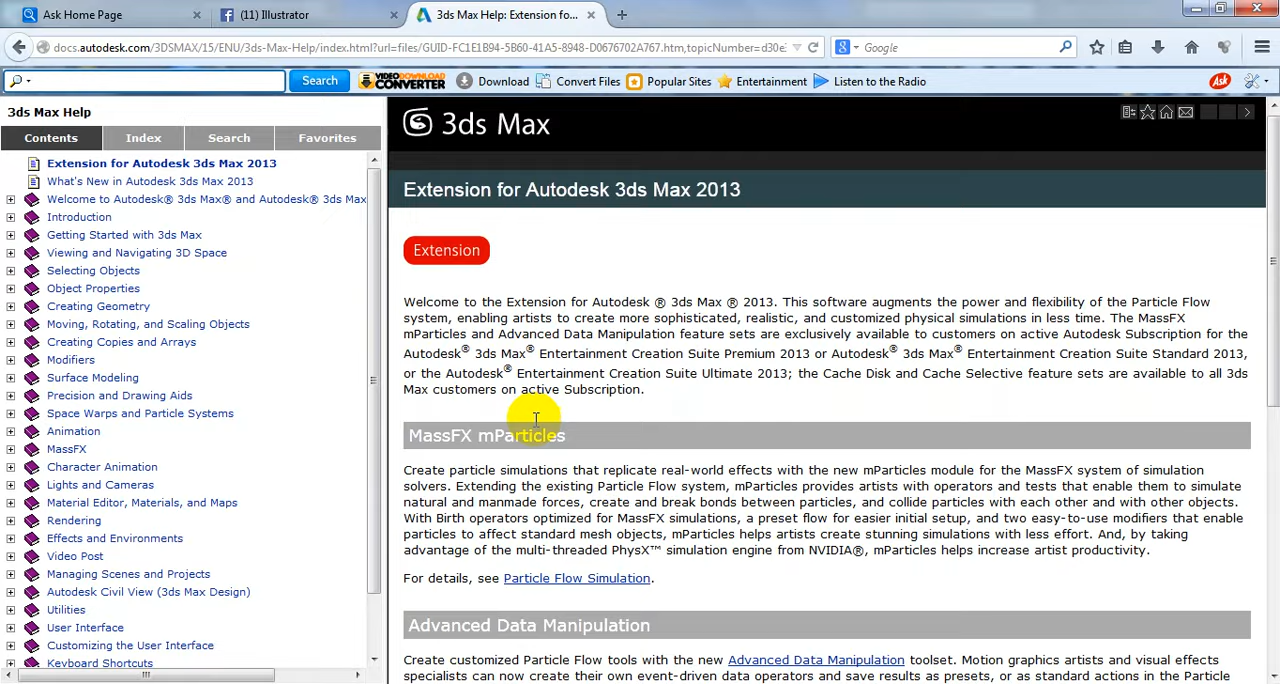 Ask Home Page
(11) Illustrator
3ds Max Help: Extension fo...
docs.autodesk.com/3DSMAX/15/ENU/3ds-Max-Help/index.html?url=files/GUID-FC1E1B94-5B60-41A5-8948-D0676702A767.htm,topicNumber=d30e
Google
Search
VIDEO DOWNLOAD CONVERTER
Download
Convert Files
Popular Sites
Entertainment
Listen to the Radio
Ask
3ds Max Help
Contents
Index
Search
Favorites
Extension for Autodesk 3ds Max 2013
What's New in Autodesk 3ds Max 2013
Welcome to Autodesk® 3ds Max® and Autodesk® 3ds Max
Introduction
Getting Started with 3ds Max
Viewing and Navigating 3D Space
Selecting Objects
Object Properties
Creating Geometry
Moving, Rotating, and Scaling Objects
Creating Copies and Arrays
Modifiers
Surface Modeling
Precision and Drawing Aids
Space Warps and Particle Systems
Animation
MassFX
Character Animation
Lights and Cameras
Material Editor, Materials, and Maps
Rendering
Effects and Environments
Video Post
Managing Scenes and Projects
Autodesk Civil View (3ds Max Design)
Utilities
User Interface
Customizing the User Interface
Keyboard Shortcuts
3ds Max
Extension for Autodesk 3ds Max 2013
Extension
Welcome to the Extension for Autodesk ® 3ds Max ® 2013. This software augments the power and flexibility of the Particle Flow
system, enabling artists to create more sophisticated, realistic, and customized physical simulations in less time. The MassFX
mParticles and Advanced Data Manipulation feature sets are exclusively available to customers on active Autodesk Subscription for the
Autodesk® 3ds Max® Entertainment Creation Suite Premium 2013 or Autodesk® 3ds Max® Entertainment Creation Suite Standard 2013,
or the Autodesk® Entertainment Creation Suite Ultimate 2013; the Cache Disk and Cache Selective feature sets are available to all 3ds
Max customers on active Subscription.
MassFX mParticles
Create particle simulations that replicate real-world effects with the new mParticles module for the MassFX system of simulation
solvers. Extending the existing Particle Flow system, mParticles provides artists with operators and tests that enable them to simulate
natural and manmade forces, create and break bonds between particles, and collide particles with each other and with other objects.
With Birth operators optimized for MassFX simulations, a preset flow for easier initial setup, and two easy-to-use modifiers that enable
particles to affect standard mesh objects, mParticles helps artists create stunning simulations with less effort. And, by taking
advantage of the multi-threaded PhysX™ simulation engine from NVIDIA®, mParticles helps increase artist productivity.
For details, see Particle Flow Simulation.
Advanced Data Manipulation
Create customized Particle Flow tools with the new Advanced Data Manipulation toolset. Motion graphics artists and visual effects
specialists can now create their own event-driven data operators and save results as presets, or as standard actions in the Particle